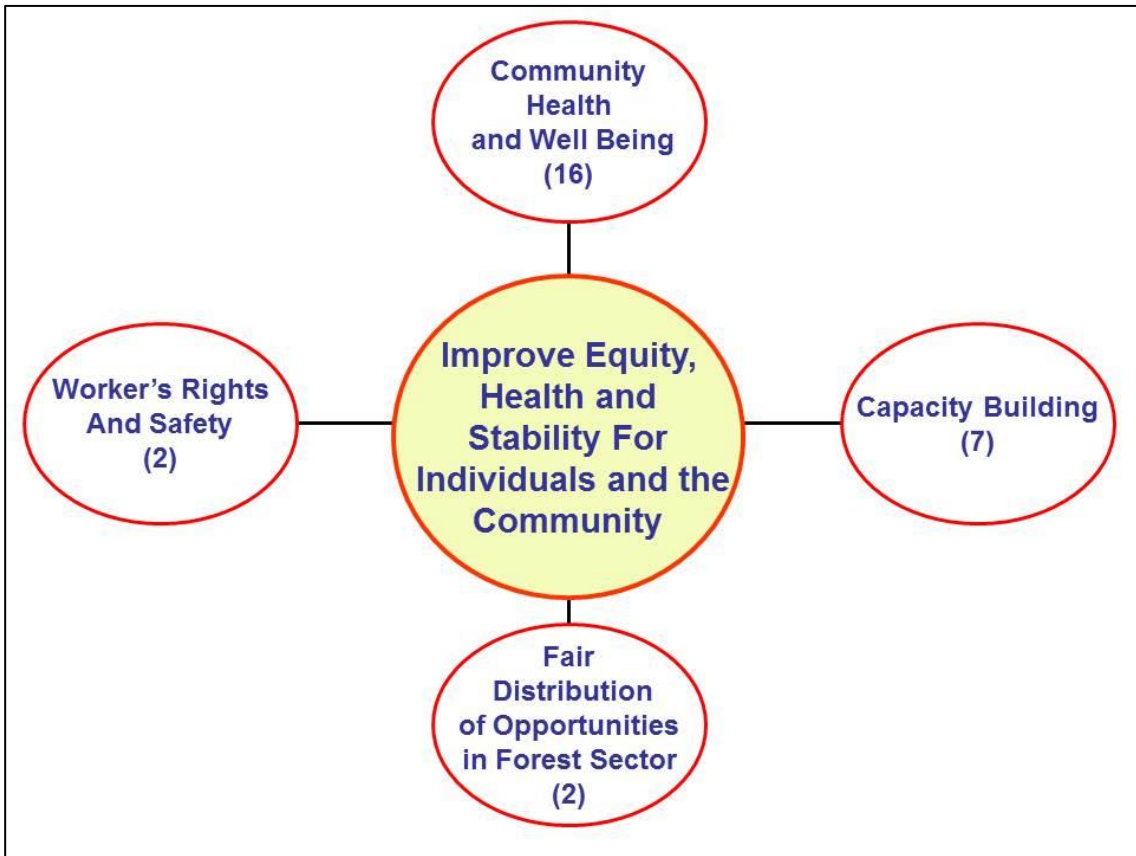 Community
Health
and Well Being
(16)
Improve Equity,
Health and
Stability For
Individuals and the
Community
Worker’s Rights
And Safety
(2)
Capacity Building
(7)
Fair
Distribution
of Opportunities
in Forest Sector
(2)